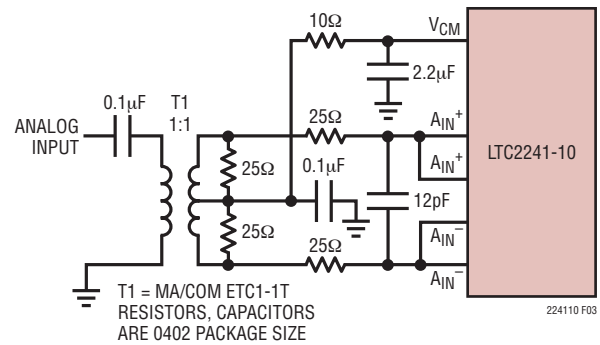 10Ω
VCM
2.2μF
0.1μF
T1
1:1
25Ω
AIN+
ANALOG
INPUT
25Ω
0.1μF
AIN+
LTC2241-10
12pF
25Ω
25Ω
AIN–
AIN–
T1 = MA/COM ETC1-1T
RESISTORS, CAPACITORS
ARE 0402 PACKAGE SIZE
224110 F03